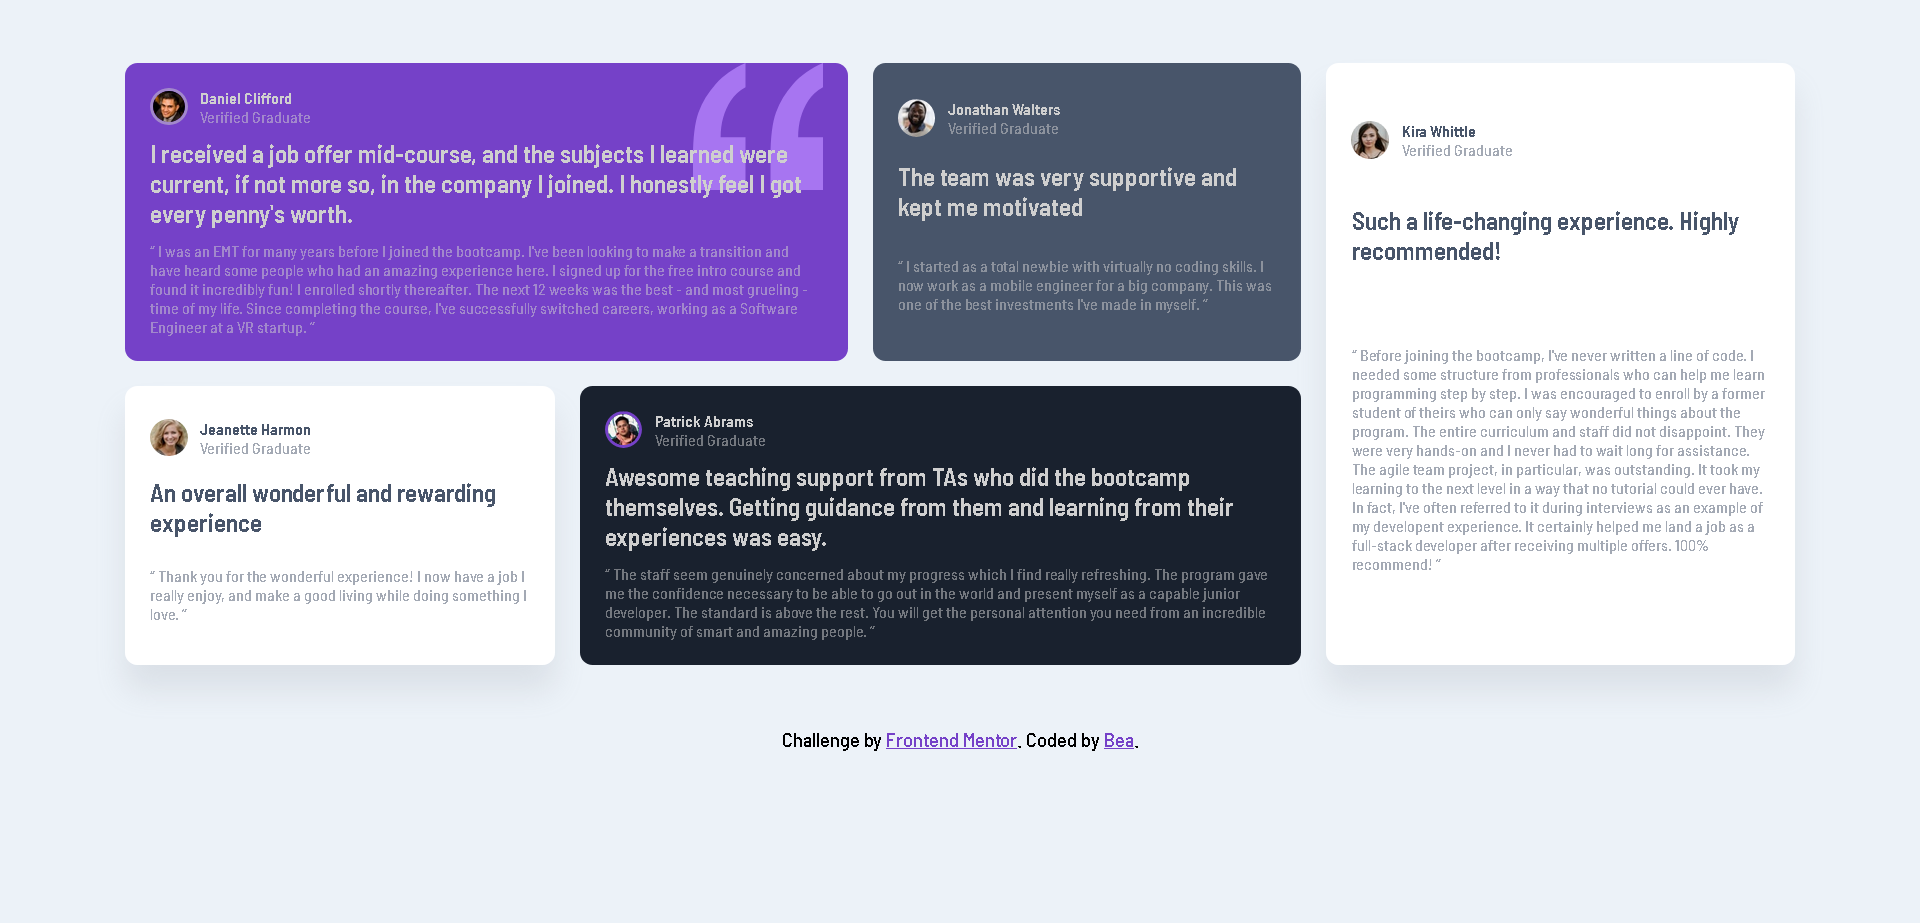 Daniel Clifford
Verified Graduate
I received a job offer mid-course, and the subjects I learned were
current, if not more so, in the company I joined. I honestly feel I got
every penny's worth.
“ I was an EMT for many years before I joined the bootcamp. I've been looking to make a transition and
have heard some people who had an amazing experience here. I signed up for the free intro course and
found it incredibly fun! I enrolled shortly thereafter. The next 12 weeks was the best - and most grueling -
time of my life. Since completing the course, I've successfully switched careers, working as a Software
Engineer at a VR startup. ”
Jonathan Walters
Verified Graduate
The team was very supportive and
kept me motivated
“ I started as a total newbie with virtually no coding skills. I
now work as a mobile engineer for a big company. This was
one of the best investments I've made in myself. ”
Kira Whittle
Verified Graduate
Such a life-changing experience. Highly
recommended!
“ Before joining the bootcamp, I've never written a line of code. I
needed some structure from professionals who can help me learn
programming step by step. I was encouraged to enroll by a former
student of theirs who can only say wonderful things about the
program. The entire curriculum and staff did not disappoint. They
were very hands-on and I never had to wait long for assistance.
The agile team project, in particular, was outstanding. It took my
learning to the next level in a way that no tutorial could ever have.
In fact, I've often referred to it during interviews as an example of
my developent experience. It certainly helped me land a job as a
full-stack developer after receiving multiple offers. 100%
recommend! ”
Jeanette Harmon
Verified Graduate
An overall wonderful and rewarding
experience
“ Thank you for the wonderful experience! I now have a job I
really enjoy, and make a good living while doing something I
love. ”
Patrick Abrams
Verified Graduate
Awesome teaching support from TAs who did the bootcamp
themselves. Getting guidance from them and learning from their
experiences was easy.
“ The staff seem genuinely concerned about my progress which I find really refreshing. The program gave
me the confidence necessary to be able to go out in the world and present myself as a capable junior
developer. The standard is above the rest. You will get the personal attention you need from an incredible
community of smart and amazing people. ”
Challenge by Frontend Mentor. Coded by Bea.